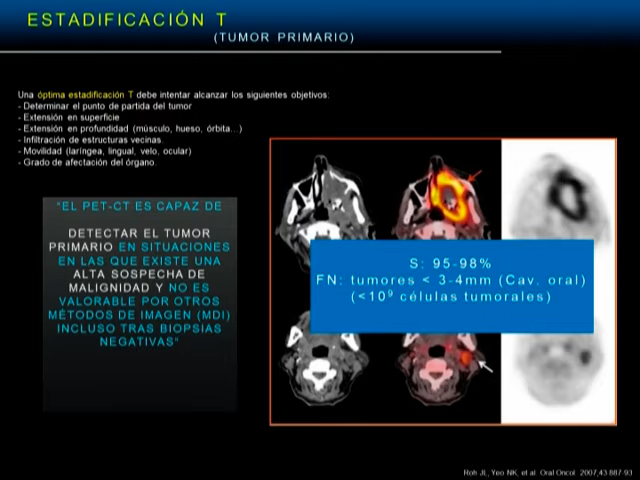 ESTADIFICACIÓN T
(TUMOR PRIMARIO)
Una óptima estadificación T debe intentar alcanzar los siguientes objetivos:
- Determinar el punto de partida del tumor
- Extensión en superficie
- Extensión en profundidad (músculo, hueso, órbita...)
- Infiltración de estructuras vecinas.
- Movilidad (laríngea, lingual, velo, ocular)
- Grado de afectación del órgano.
"EL PET-CT ES CAPAZ DE
DETECTAR EL TUMOR
PRIMARIO EN SITUACIONES
EN LAS QUE EXISTE UNA
ALTA SOSPECHA DE
MALIGNIDAD Y NO ES
VALORABLE POR OTROS
MÉTODOS DE IMAGEN (MDI)
INCLUSO TRAS BIOPSIAS
NEGATIVAS"
S: 95-98%
FN: tumores < 3-4mm (Cav. oral)
(<10⁹ células tumorales)
Roh JL, Yeo NK, et al. Oral Oncol. 2007;43:887-93